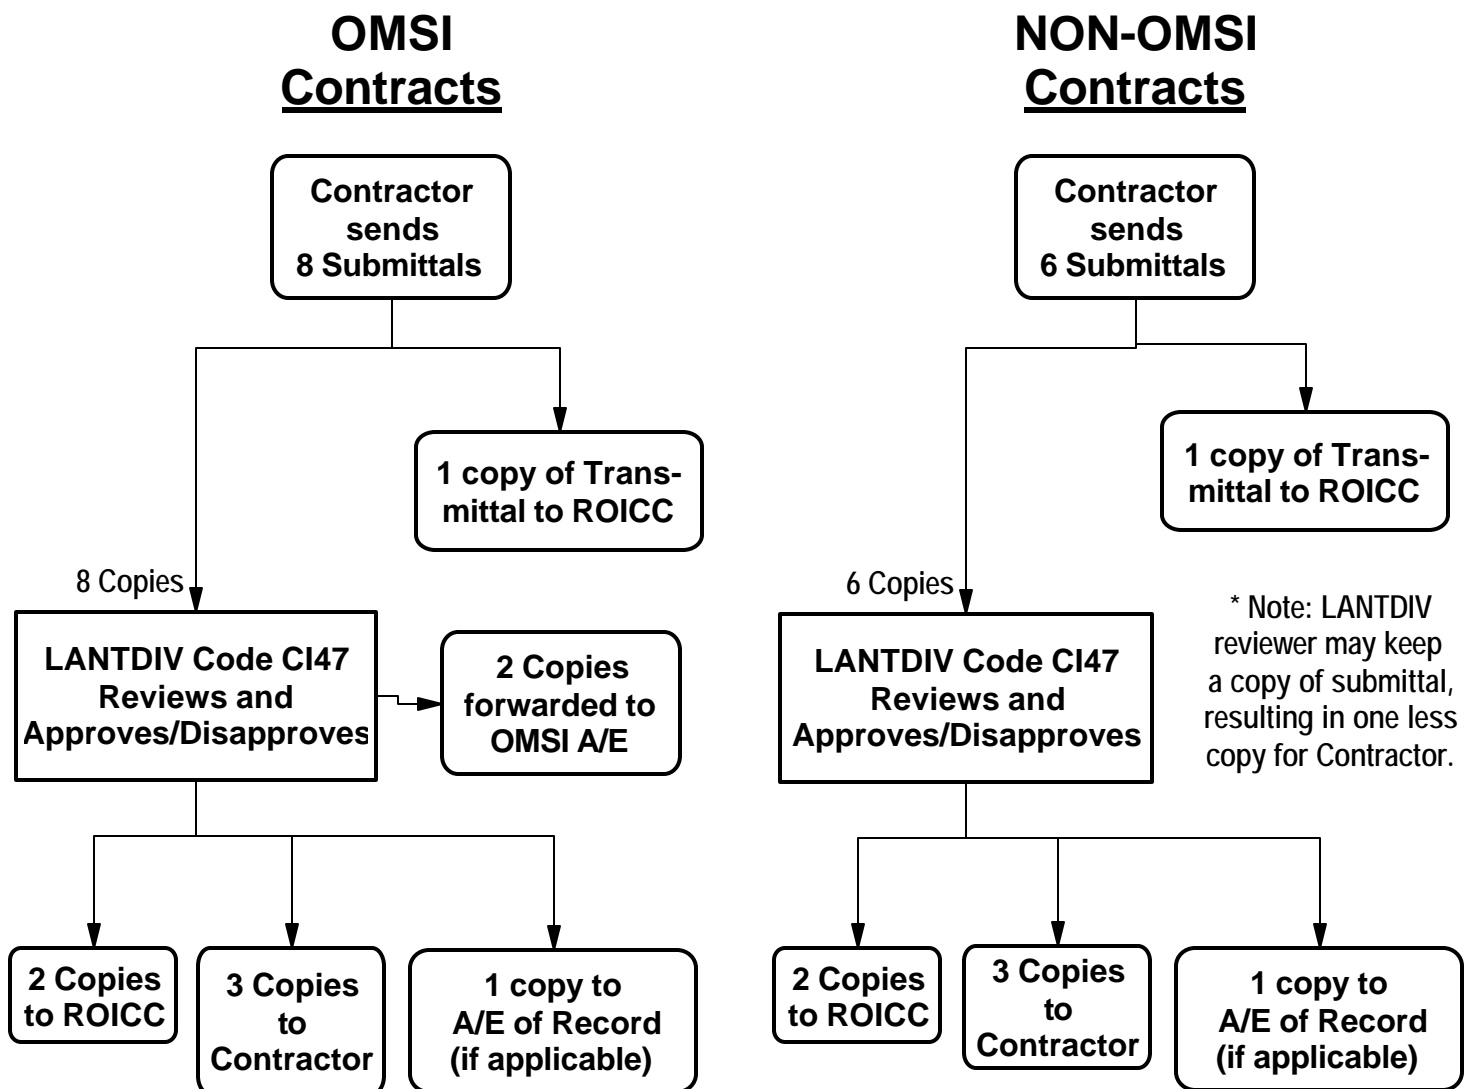 OMSI
Contracts
Contractor
sends
8 Submittals
1 copy of Trans-
mittal to ROICC
8 Copies
LANTDIV Code CI47
Reviews and
Approves/Disapproves
2 Copies
forwarded to
OMSI A/E
2 Copies
to ROICC
3 Copies
to
Contractor
1 copy to
A/E of Record
(if applicable)
NON-OMSI
Contracts
Contractor
sends
6 Submittals
1 copy of Trans-
mittal to ROICC
6 Copies
LANTDIV Code CI47
Reviews and
Approves/Disapproves
* Note: LANTDIV
reviewer may keep
a copy of submittal,
resulting in one less
copy for Contractor.
2 Copies
to ROICC
3 Copies
to
Contractor
1 copy to
A/E of Record
(if applicable)